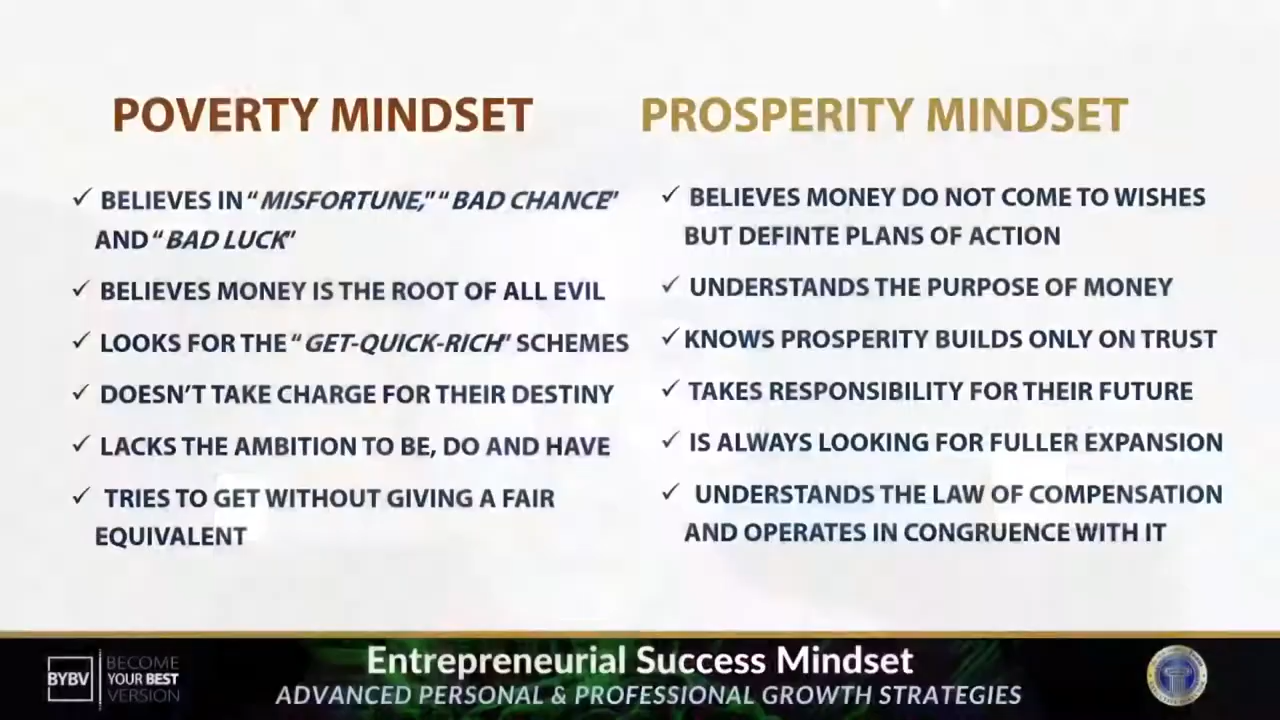 POVERTY MINDSET
✓ BELIEVES IN “MISFORTUNE,” “BAD CHANCE”
AND “BAD LUCK”
✓ BELIEVES MONEY IS THE ROOT OF ALL EVIL
✓ LOOKS FOR THE “GET-QUICK-RICH” SCHEMES
✓ DOESN’T TAKE CHARGE FOR THEIR DESTINY
✓ LACKS THE AMBITION TO BE, DO AND HAVE
✓ TRIES TO GET WITHOUT GIVING A FAIR
EQUIVALENT
PROSPERITY MINDSET
✓ BELIEVES MONEY DO NOT COME TO WISHES
BUT DEFINTE PLANS OF ACTION
✓ UNDERSTANDS THE PURPOSE OF MONEY
✓ KNOWS PROSPERITY BUILDS ONLY ON TRUST
✓ TAKES RESPONSIBILITY FOR THEIR FUTURE
✓ IS ALWAYS LOOKING FOR FULLER EXPANSION
✓ UNDERSTANDS THE LAW OF COMPENSATION
AND OPERATES IN CONGRUENCE WITH IT
BYBV
BECOME
YOUR BEST
VERSION
Entrepreneurial Success Mindset
ADVANCED PERSONAL & PROFESSIONAL GROWTH STRATEGIES